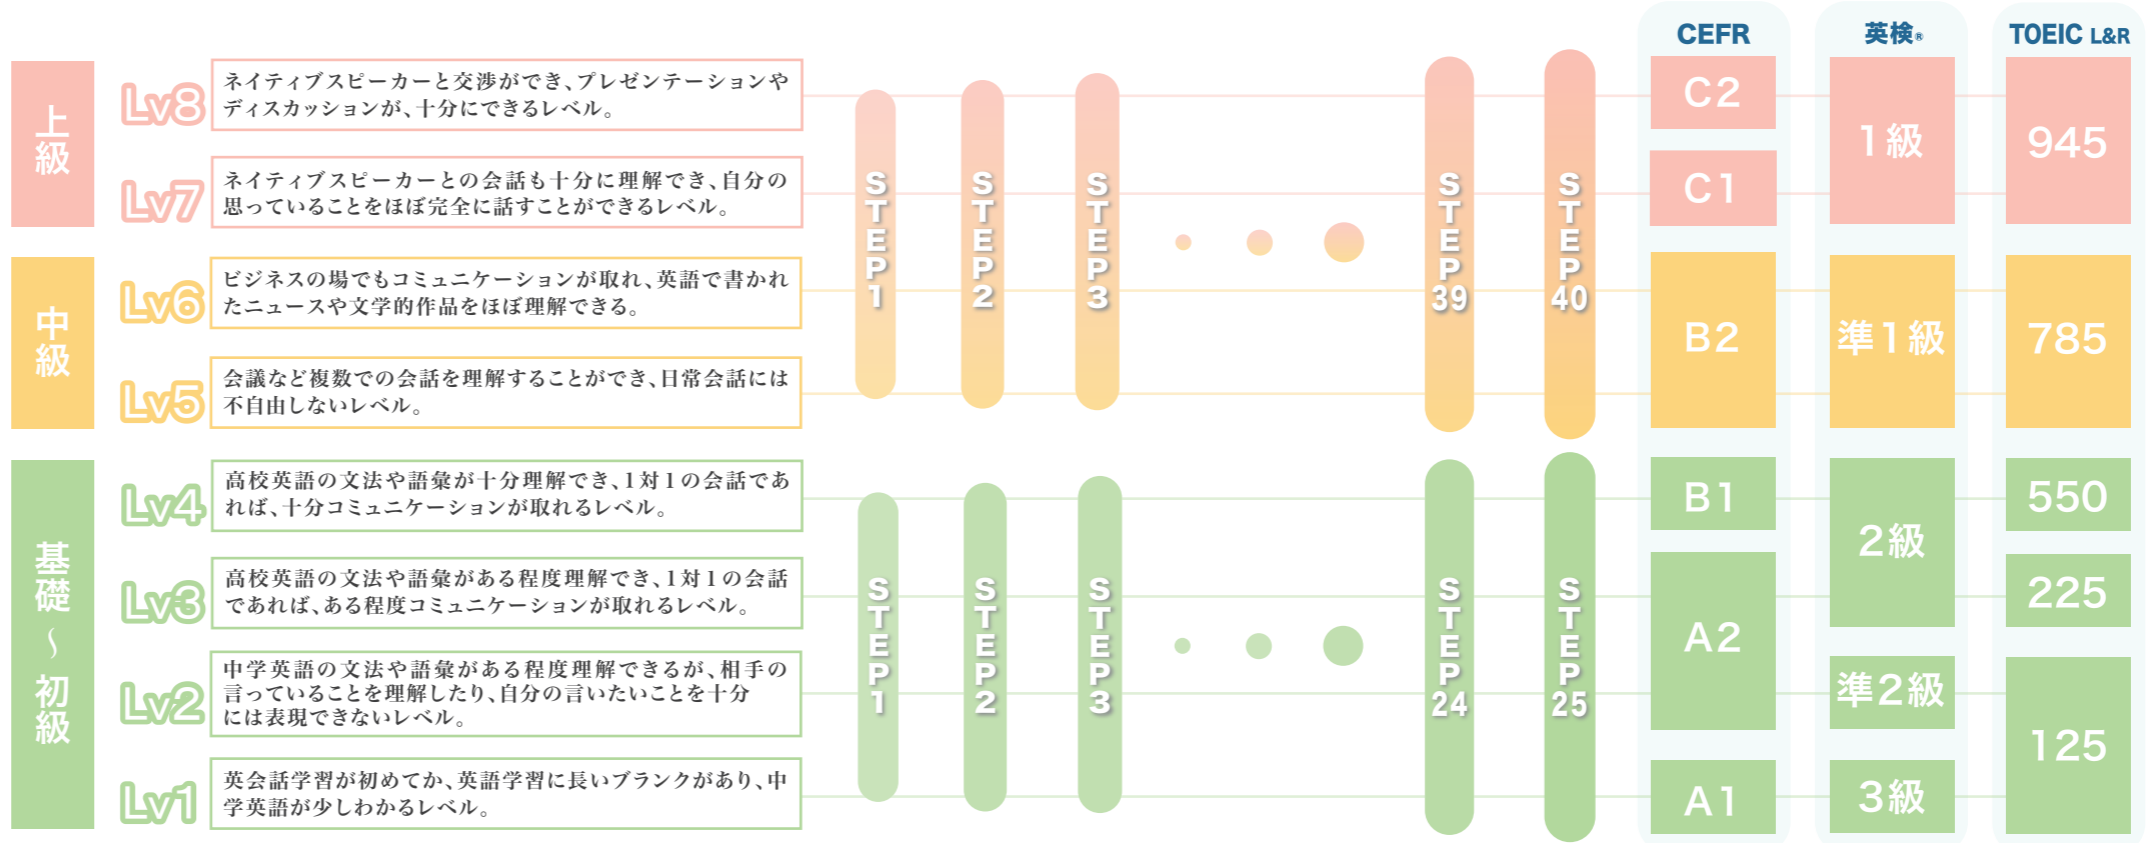 CEFR
英検®
TOEIC L&R
上級
Lv8
ネイティブスピーカーと交渉ができ、プレゼンテーションや
ディスカッションが、十分にできるレベル。
Lv7
ネイティブスピーカーとの会話も十分に理解でき、自分の
思っていることをほぼ完全に話すことができるレベル。
中級
Lv6
ビジネスの場でもコミュニケーションが取れ、英語で書かれ
たニュースや文学的作品をほぼ理解できる。
Lv5
会議など複数での会話を理解することができ、日常会話には
不自由しないレベル。
STEP1
STEP2
STEP3
STEP39
STEP40
C2
C1
B2
1級
準1級
945
785
基礎～初級
Lv4
高校英語の文法や語彙が十分理解でき、1対1の会話であ
れば、十分コミュニケーションが取れるレベル。
Lv3
高校英語の文法や語彙がある程度理解でき、1対1の会話
であれば、ある程度コミュニケーションが取れるレベル。
Lv2
中学英語の文法や語彙がある程度理解できるが、相手の
言っていることを理解したり、自分の言いたいことを十分
には表現できないレベル。
Lv1
英会話学習が初めてか、英語学習に長いブランクがあり、中
学英語が少しわかるレベル。
STEP1
STEP2
STEP3
STEP24
STEP25
B1
A2
A1
2級
準2級
3級
550
225
125